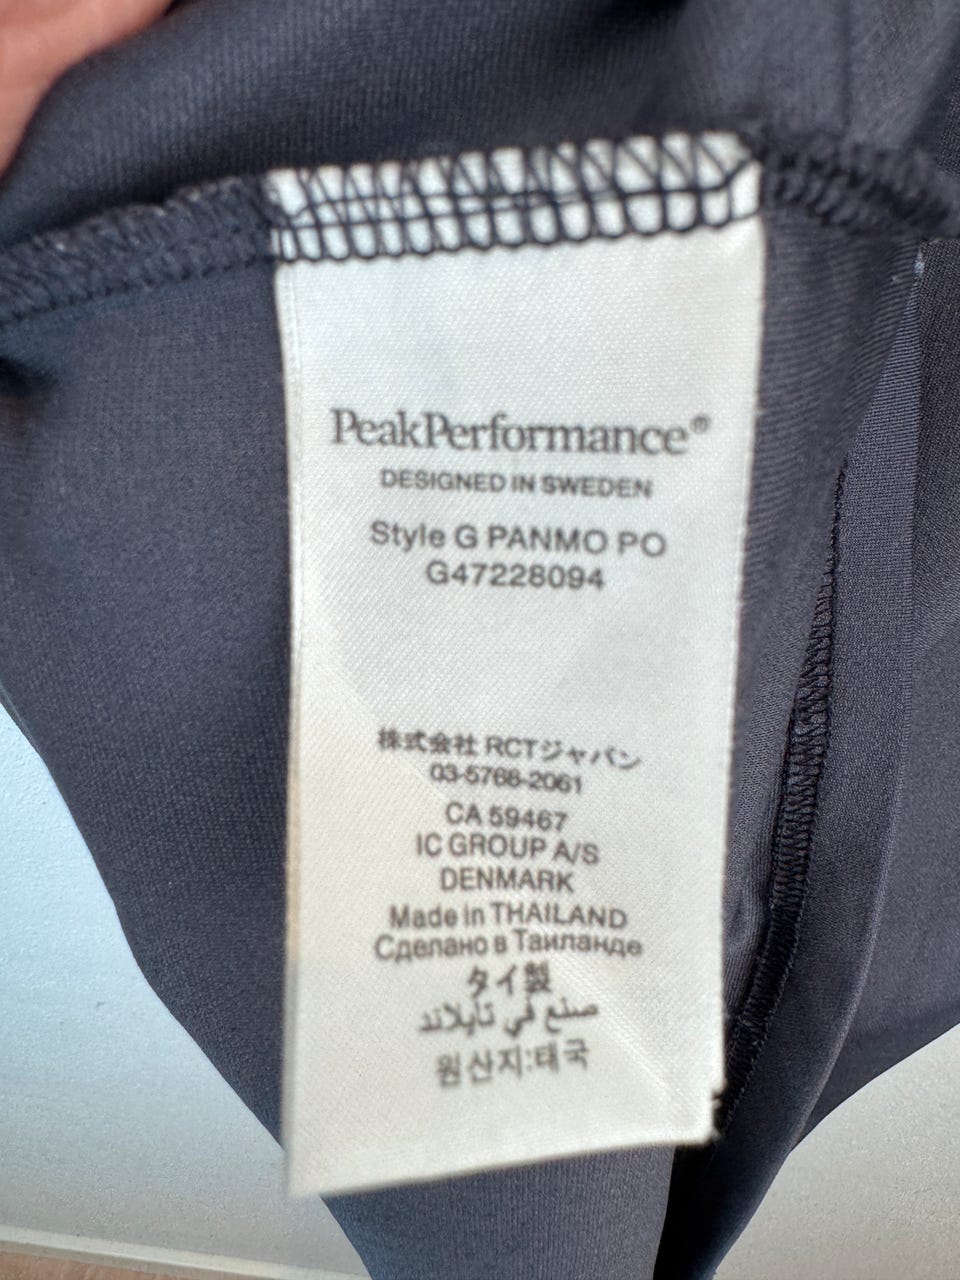 PeakPerformance®
DESIGNED IN SWEDEN
Style G PANMO PO
G47228094
株式会社 RCTジャパン
03-5768-2061
CA 59467
IC GROUP A/S
DENMARK
Made in THAILAND
Сделано в Таиланде
タイ製
صنع في تايلاند
원산지:태국